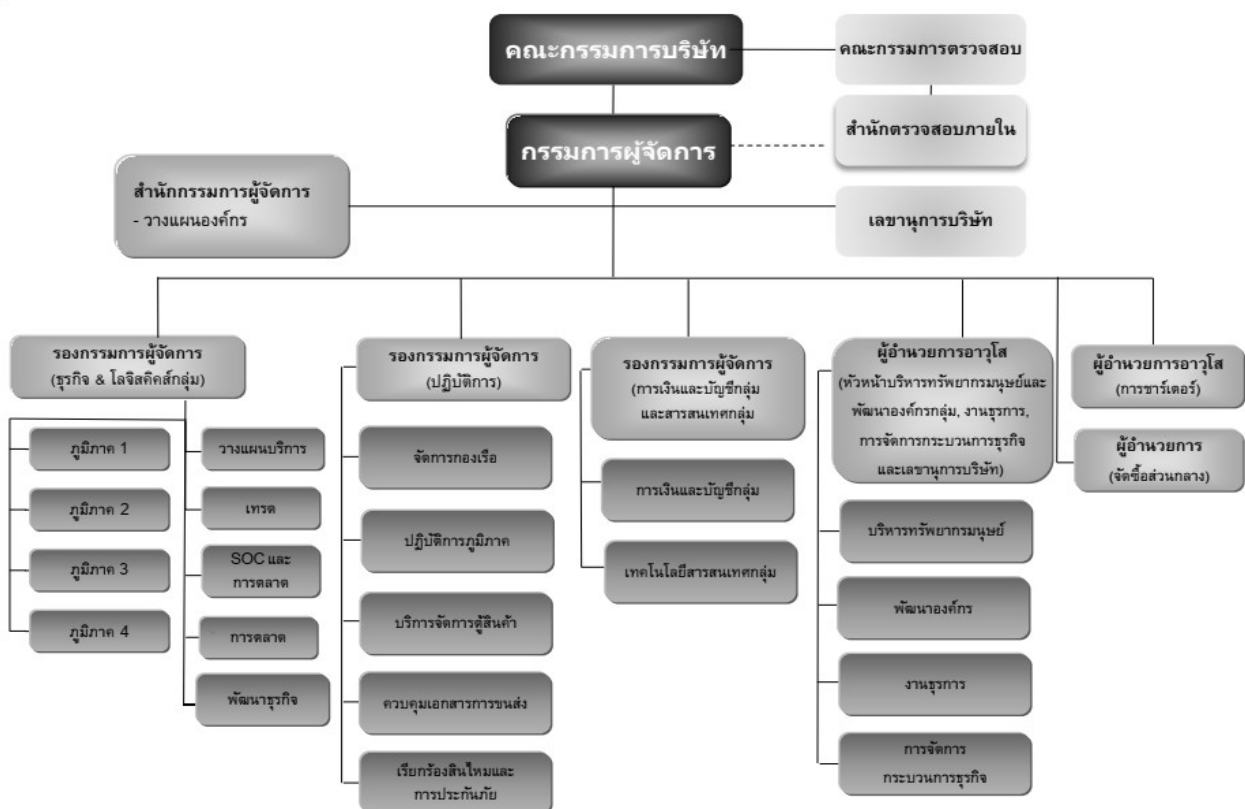 คณะกรรมการบริษัท
คณะกรรมการตรวจสอบ
กรรมการผู้จัดการ
สำนักตรวจสอบภายใน
สำนักกรรมการผู้จัดการ
- วางแผนองค์กร
เลขานุการบริษัท
รองกรรมการผู้จัดการ
(ธุรกิจ & โลจิสติคส์กลุ่ม)
ภูมิภาค 1
ภูมิภาค 2
ภูมิภาค 3
ภูมิภาค 4
วางแผนบริการ
เทรด
SOC และ
การตลาด
การตลาด
พัฒนาธุรกิจ
รองกรรมการผู้จัดการ
(ปฏิบัติการ)
จัดการกองเรือ
ปฏิบัติการภูมิภาค
บริการจัดการตู้สินค้า
ควบคุมเอกสารการขนส่ง
เรียกร้องสินไหมและ
การประกันภัย
รองกรรมการผู้จัดการ
(การเงินและบัญชีกลุ่ม
และสารสนเทศกลุ่ม)
การเงินและบัญชีกลุ่ม
เทคโนโลยีสารสนเทศกลุ่ม
ผู้อำนวยการอาวุโส
(หัวหน้าบริหารทรัพยากรมนุษย์และ
พัฒนาองค์กรกลุ่ม, งานธุรการ,
การจัดการกระบวนการธุรกิจ
และเลขานุการบริษัท)
บริหารทรัพยากรมนุษย์
พัฒนาองค์กร
งานธุรการ
การจัดการ
กระบวนการธุรกิจ
ผู้อำนวยการอาวุโส
(การชาร์เตอร์)
ผู้อำนวยการ
(จัดซื้อส่วนกลาง)